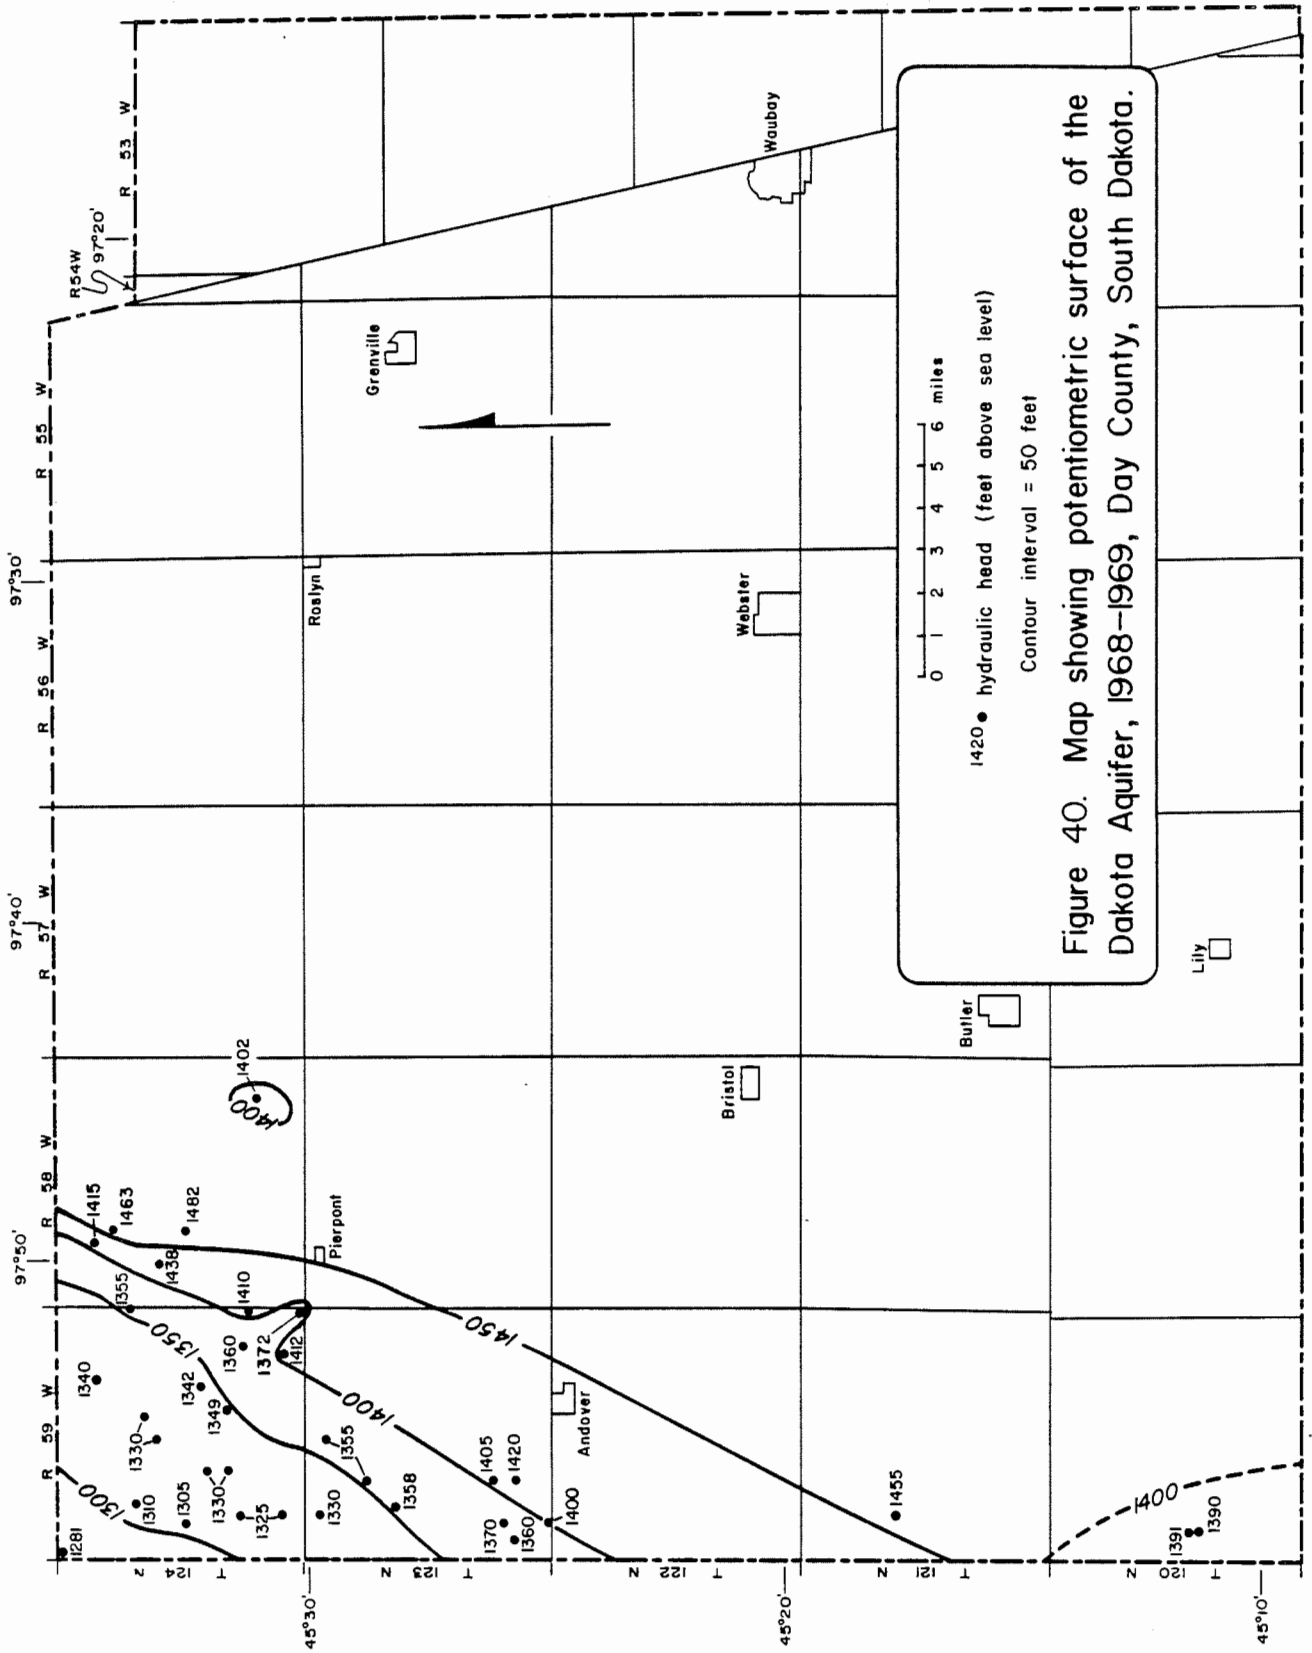 97°50'
97°40'
97°30'
97°20'
R54W
R 59 W
R 58 W
R 57 W
R 56 W
R 55 W
R 53 W
1281
1300
1310
1305
1330
1340
1355
1350
1342
1349
1330
1325
1330
1360
1372
1412
1410
1415
1463
1438
1482
1400
1402
Pierpont
Roslyn
Grenville
45°30'
1355
1358
1400
1405
1420
1370
1360
1400
1450
Andover
Bristol
Webster
Waubay
45°20'
1455
Butler
Lily
1400
1391
1390
45°10'
T 124 N
T 123 N
T 122 N
T 121 N
T 120 N
0 1 2 3 4 5 6 miles
1420 hydraulic head (feet above sea level)
Contour interval = 50 feet
Figure 40. Map showing potentiometric surface of the
Dakota Aquifer, 1968-1969, Day County, South Dakota.